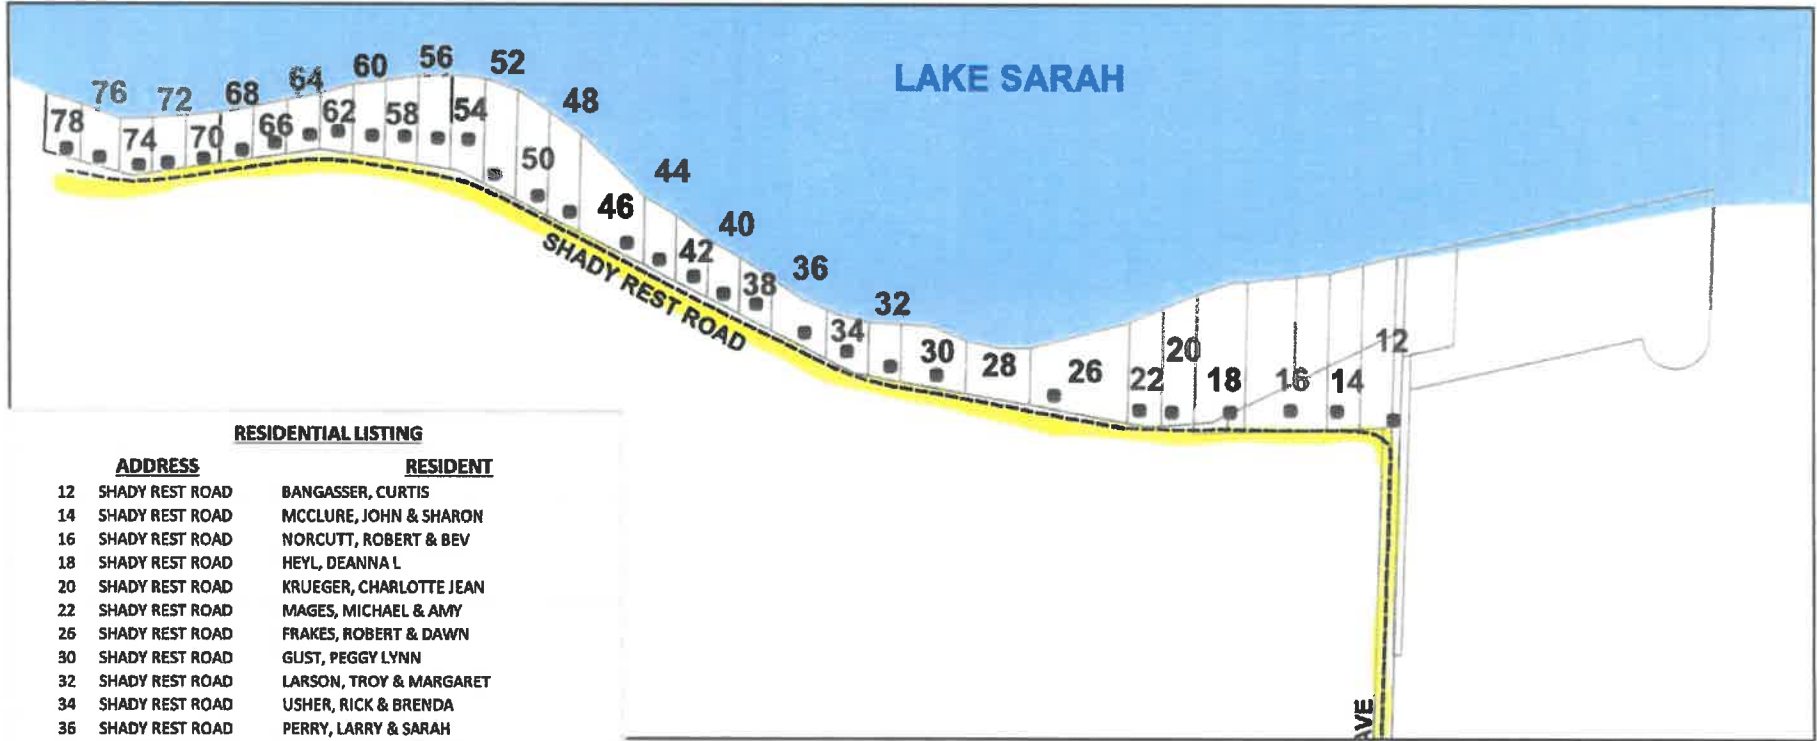 LAKE SARAH
76
72
68
64
60
56
52
48
78
74
70
66
62
58
54
50
46
44
42
40
38
36
34
32
30
28
26
22
20
18
16
14
12
SHADY REST ROAD
AVE
RESIDENTIAL LISTING
ADDRESS RESIDENT
12 SHADY REST ROAD BANGASSER, CURTIS
14 SHADY REST ROAD MCCLURE, JOHN & SHARON
16 SHADY REST ROAD NORCUTT, ROBERT & BEV
18 SHADY REST ROAD HEYL, DEANNA L
20 SHADY REST ROAD KRUEGER, CHARLOTTE JEAN
22 SHADY REST ROAD MAGES, MICHAEL & AMY
26 SHADY REST ROAD FRAKES, ROBERT & DAWN
30 SHADY REST ROAD GUST, PEGGY LYNN
32 SHADY REST ROAD LARSON, TROY & MARGARET
34 SHADY REST ROAD USHER, RICK & BRENDA
36 SHADY REST ROAD PERRY, LARRY & SARAH